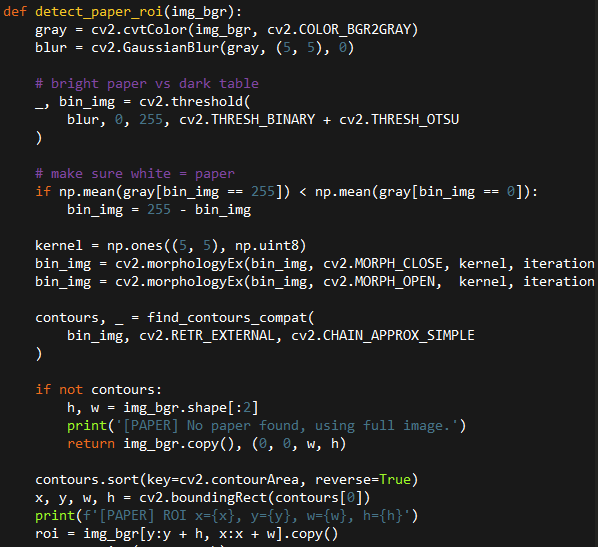 def detect_paper_roi(img_bgr):
    gray = cv2.cvtColor(img_bgr, cv2.COLOR_BGR2GRAY)
    blur = cv2.GaussianBlur(gray, (5, 5), 0)

    # bright paper vs dark table
    _, bin_img = cv2.threshold(
        blur, 0, 255, cv2.THRESH_BINARY + cv2.THRESH_OTSU
    )

    # make sure white = paper
    if np.mean(gray[bin_img == 255]) < np.mean(gray[bin_img == 0]):
        bin_img = 255 - bin_img

    kernel = np.ones((5, 5), np.uint8)
    bin_img = cv2.morphologyEx(bin_img, cv2.MORPH_CLOSE, kernel, iteration
    bin_img = cv2.morphologyEx(bin_img, cv2.MORPH_OPEN,  kernel, iteration

    contours, _ = find_contours_compat(
        bin_img, cv2.RETR_EXTERNAL, cv2.CHAIN_APPROX_SIMPLE
    )

    if not contours:
        h, w = img_bgr.shape[:2]
        print('[PAPER] No paper found, using full image.')
        return img_bgr.copy(), (0, 0, w, h)

    contours.sort(key=cv2.contourArea, reverse=True)
    x, y, w, h = cv2.boundingRect(contours[0])
    print(f'[PAPER] ROI x={x}, y={y}, w={w}, h={h}')
    roi = img_bgr[y:y + h, x:x + w].copy()